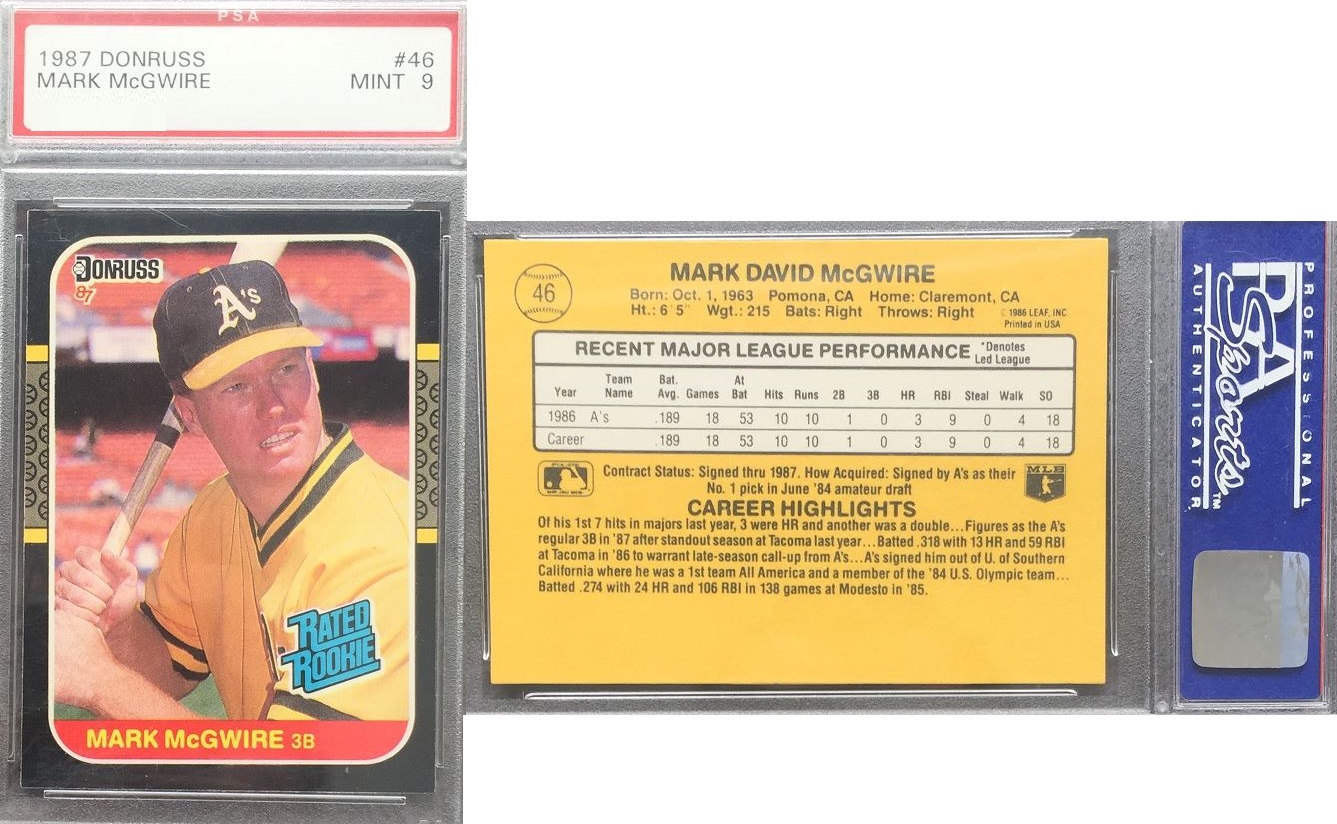 PSA
1987 DONRUSS #46
MARK McGWIRE MINT 9
DONRUSS
87
A's
RATED
ROOKIE
MARK McGWIRE 3B
46
MARK DAVID McGWIRE
Born: Oct. 1, 1963 Pomona, CA Home: Claremont, CA
Ht.: 6'5" Wgt.: 215 Bats: Right Throws: Right
© 1986 LEAF, INC.
Printed in USA
RECENT MAJOR LEAGUE PERFORMANCE *Denotes
Led League
Year Team Name Bat. Avg. Games At Bat Hits Runs 2B 3B HR RBI Steal Walk SO
1986 A's .189 18 53 10 10 1 0 3 9 0 4 18
Career .189 18 53 10 10 1 0 3 9 0 4 18
Contract Status: Signed thru 1987. How Acquired: Signed by A's as their
No. 1 pick in June '84 amateur draft
MLB
CAREER HIGHLIGHTS
Of his 1st 7 hits in majors last year, 3 were HR and another was a double...Figures as the A's
regular 3B in '87 after standout season at Tacoma last year...Batted .318 with 13 HR and 59 RBI
at Tacoma in '86 to warrant late-season call-up from A's...A's signed him out of U. of Southern
California where he was a 1st team All America and a member of the '84 U.S. Olympic team...
Batted .274 with 24 HR and 106 RBI in 138 games at Modesto in '85.
PROFESSIONAL
PSA
Sports™
AUTHENTICATOR